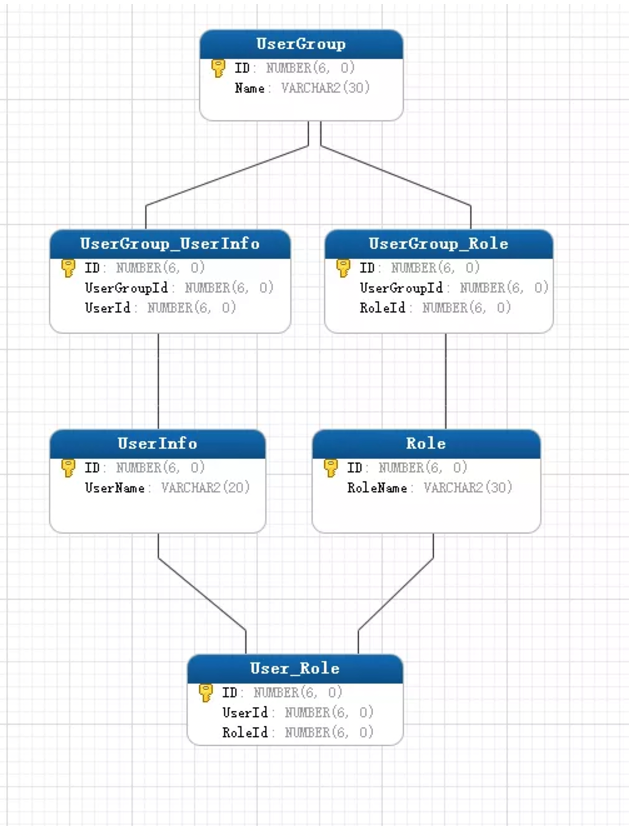 UserGroup
ID: NUMBER(6, 0)
Name: VARCHAR2(30)
UserGroup_UserInfo
ID: NUMBER(6, 0)
UserGroupId: NUMBER(6, 0)
UserId: NUMBER(6, 0)
UserGroup_Role
ID: NUMBER(6, 0)
UserGroupId: NUMBER(6, 0)
RoleId: NUMBER(6, 0)
UserInfo
ID: NUMBER(6, 0)
UserName: VARCHAR2(20)
Role
ID: NUMBER(6, 0)
RoleName: VARCHAR2(30)
User_Role
ID: NUMBER(6, 0)
UserId: NUMBER(6, 0)
RoleId: NUMBER(6, 0)